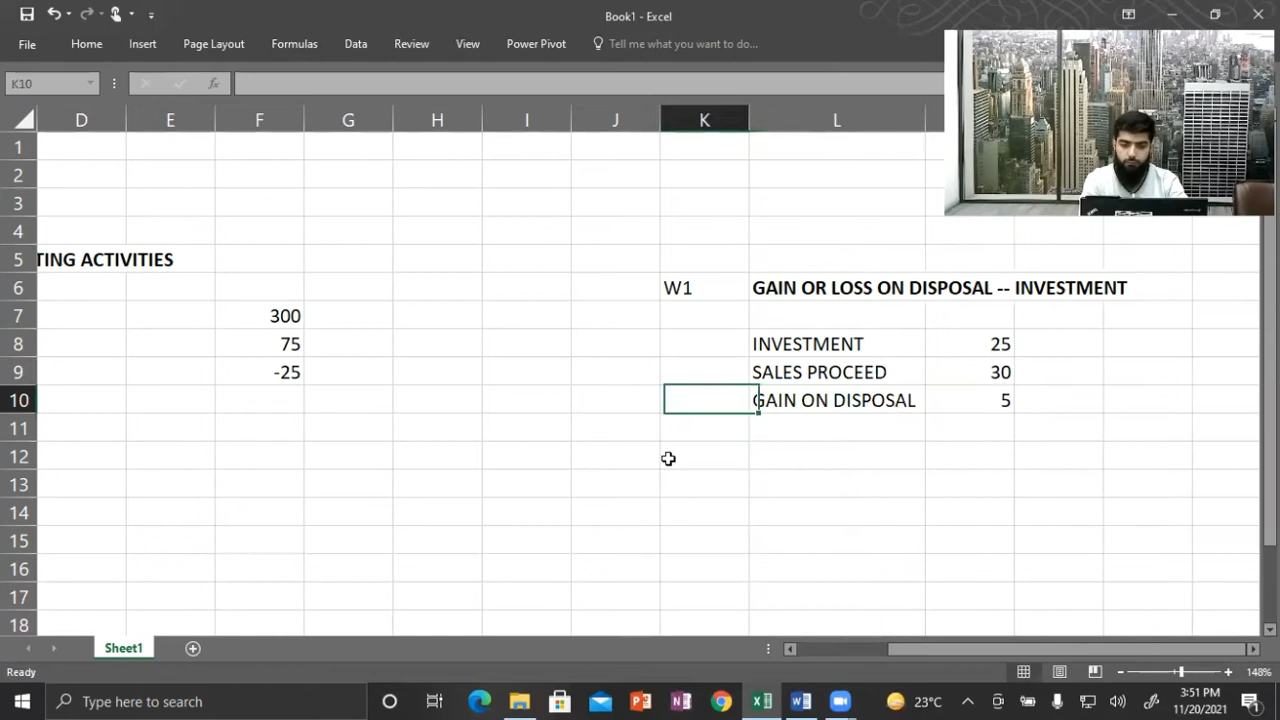 Book1 - Excel
File Home Insert Page Layout Formulas Data Review View Power Pivot Tell me what you want to do...
K10 fx
D E F G H I J K L
1
2
3
4
5 TING ACTIVITIES
6 W1 GAIN OR LOSS ON DISPOSAL -- INVESTMENT
7 300
8 75 INVESTMENT 25
9 -25 SALES PROCEED 30
10 GAIN ON DISPOSAL 5
11
12
13
14
15
16
17
18
Sheet1
Ready 148%
Type here to search 23°C 3:51 PM
11/20/2021